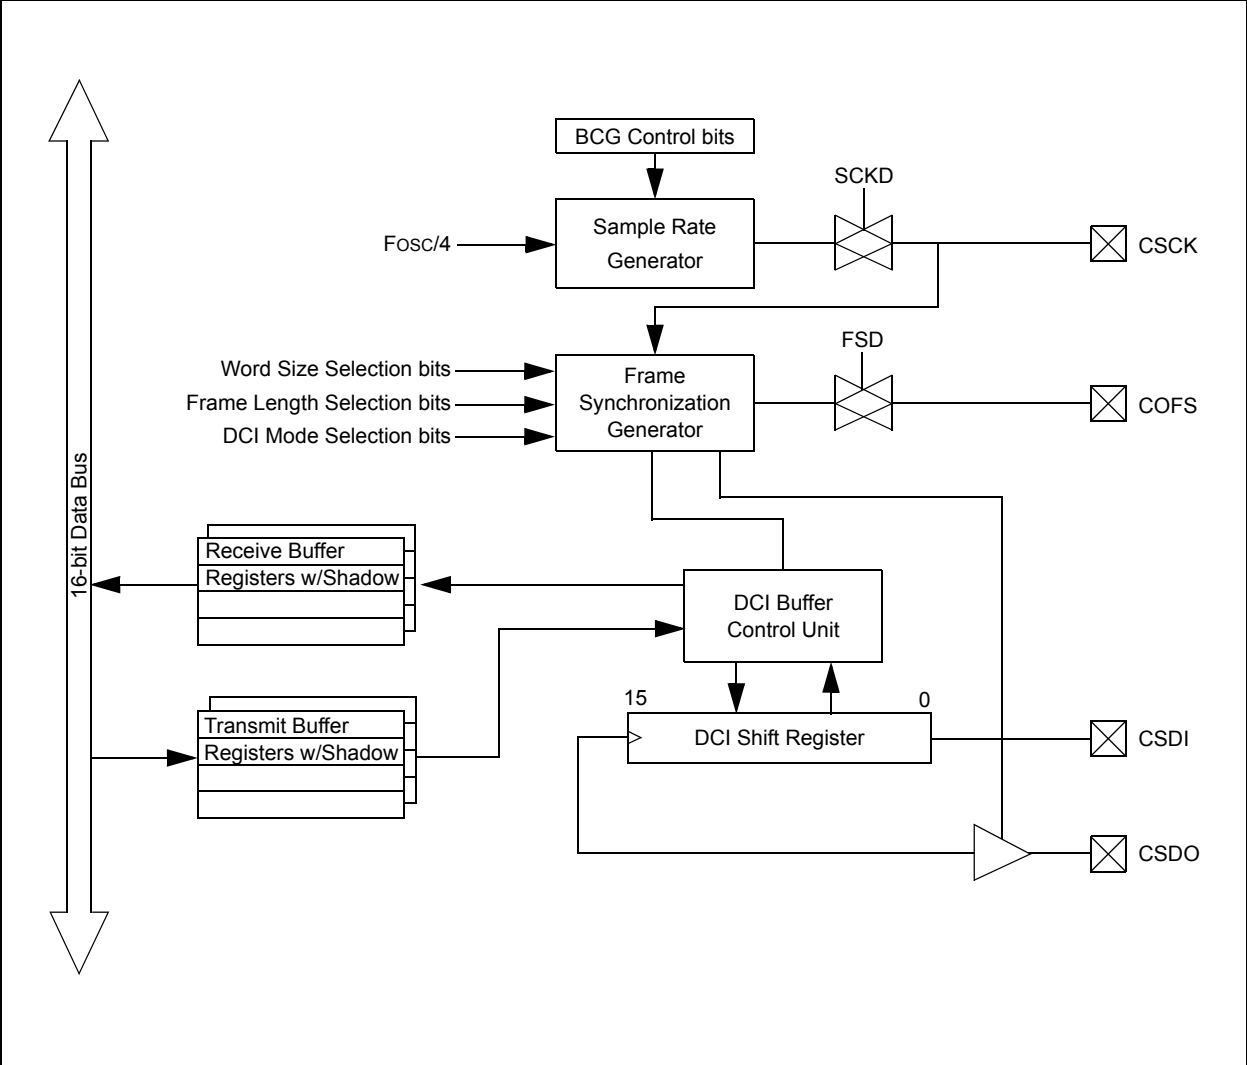 BCG Control bits
SCKD
Sample Rate
Generator
FOSC/4
CSCK
FSD
Word Size Selection bits
Frame Length Selection bits
DCI Mode Selection bits
Frame
Synchronization
Generator
COFS
16-bit Data Bus
Receive Buffer
Registers w/Shadow
DCI Buffer
Control Unit
15
0
Transmit Buffer
Registers w/Shadow
DCI Shift Register
CSDI
CSDO